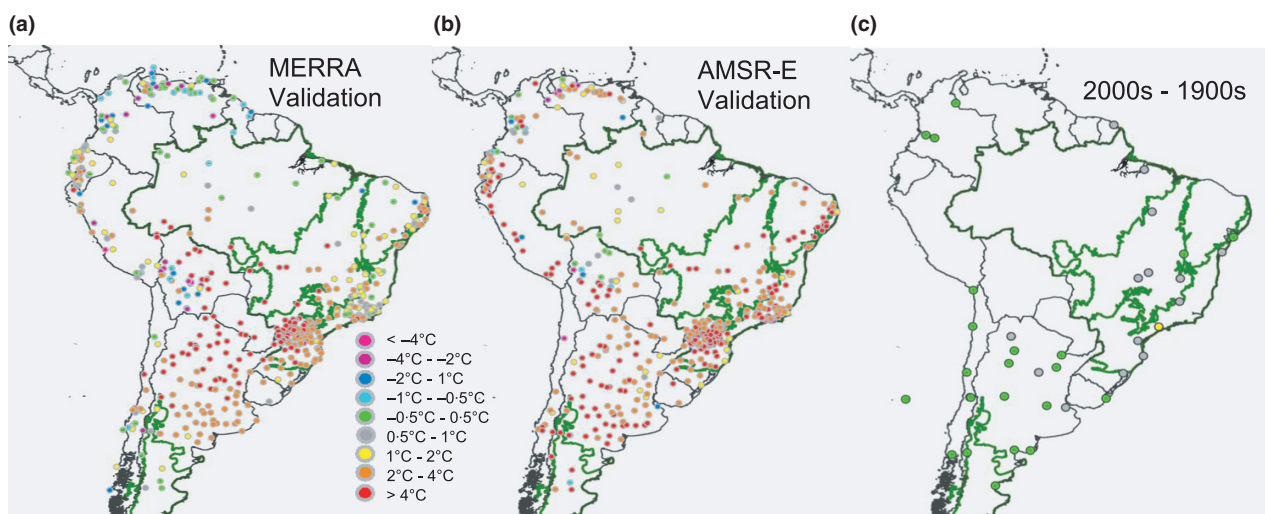 (a)
(b)
(c)
MERRA
Validation
AMSR-E
Validation
2000s - 1900s
< –4°C
–4°C - –2°C
–2°C - 1°C
–1°C - –0·5°C
–0·5°C - 0·5°C
0·5°C - 1°C
1°C - 2°C
2°C - 4°C
> 4°C